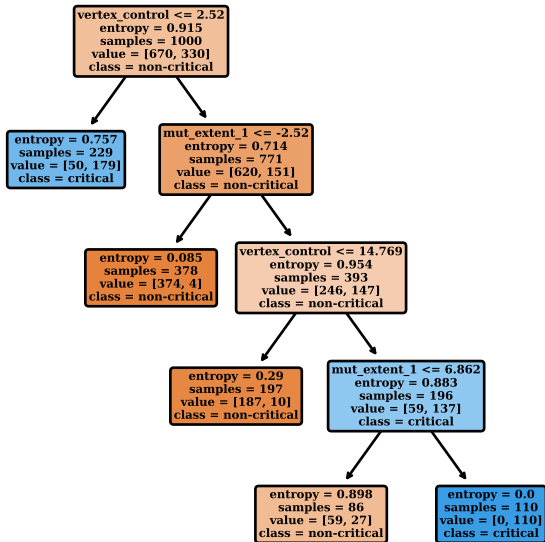 vertex_control <= 2.52
entropy = 0.915
samples = 1000
value = [670, 330]
class = non-critical
entropy = 0.757
samples = 229
value = [50, 179]
class = critical
mut_extent_1 <= -2.52
entropy = 0.714
samples = 771
value = [620, 151]
class = non-critical
entropy = 0.085
samples = 378
value = [374, 4]
class = non-critical
vertex_control <= 14.769
entropy = 0.954
samples = 393
value = [246, 147]
class = non-critical
entropy = 0.29
samples = 197
value = [187, 10]
class = non-critical
mut_extent_1 <= 6.862
entropy = 0.883
samples = 196
value = [59, 137]
class = critical
entropy = 0.898
samples = 86
value = [59, 27]
class = non-critical
entropy = 0.0
samples = 110
value = [0, 110]
class = critical